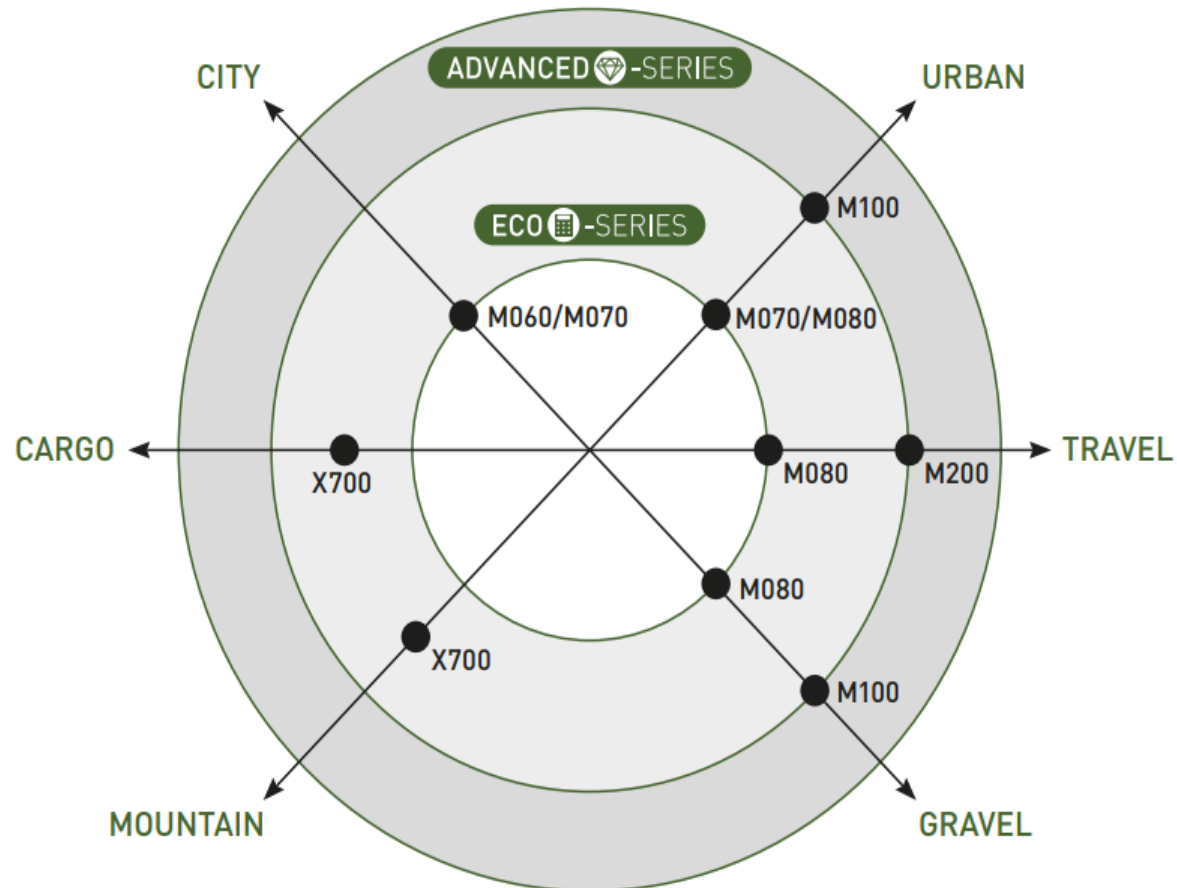 ADVANCED -SERIES
CITY
URBAN
M100
ECO -SERIES
M060/M070
M070/M080
CARGO
TRAVEL
X700
M080
M200
M080
X700
M100
MOUNTAIN
GRAVEL